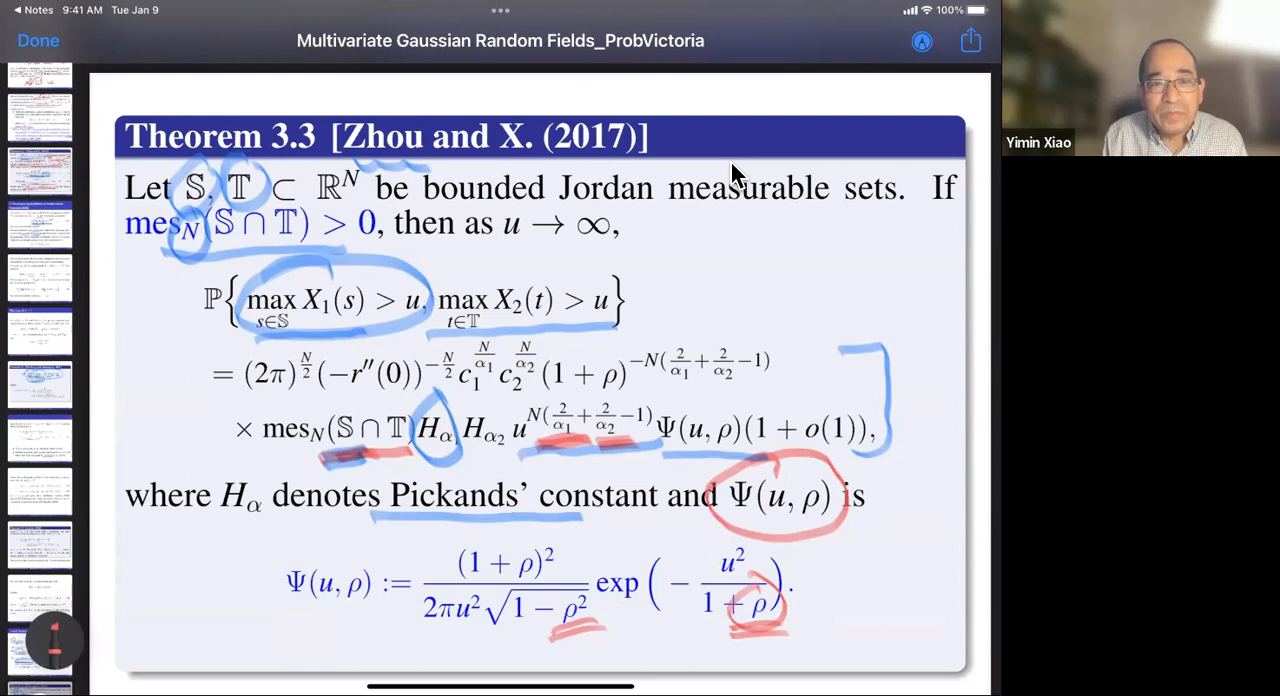 Notes 9:41 AM Tue Jan 9 100%
Done Multivariate Gaussian Random Fields_ProbVictoria
Yimin Xiao
Theorem 3.3 [Zhou and X. (2017)]
Let 𝕊, 𝕋 ⊂ ℝ^N be bounded Jordan measurable sets. If
mes_N(𝕊 ∩ 𝕋) > 0, then as u → ∞,
ℙ{ max_{s∈𝕊} X_1(s) > u, max_{t∈𝕋} X_2(t) > u }
= (2π)^{N/2} (−r″(0))^{−N/2} c_1^{N/α_1} c_2^{N/α_2} (1 + ρ)^{−N(2/α_1 + 2/α_2 − 1)}
× mes_N(𝕊 ∩ 𝕋) H_{α_1} H_{α_2} u^{N(2/α_1 + 2/α_2 − 1)} Ψ(u, ρ)(1 + o(1)),
where H_α denotes Pickands' constant and Ψ(u, ρ) is
Ψ(u, ρ) := (1 + ρ)^2 / (2πu^2 √(1 − ρ^2)) exp ( − u^2 / (1 + ρ) ).